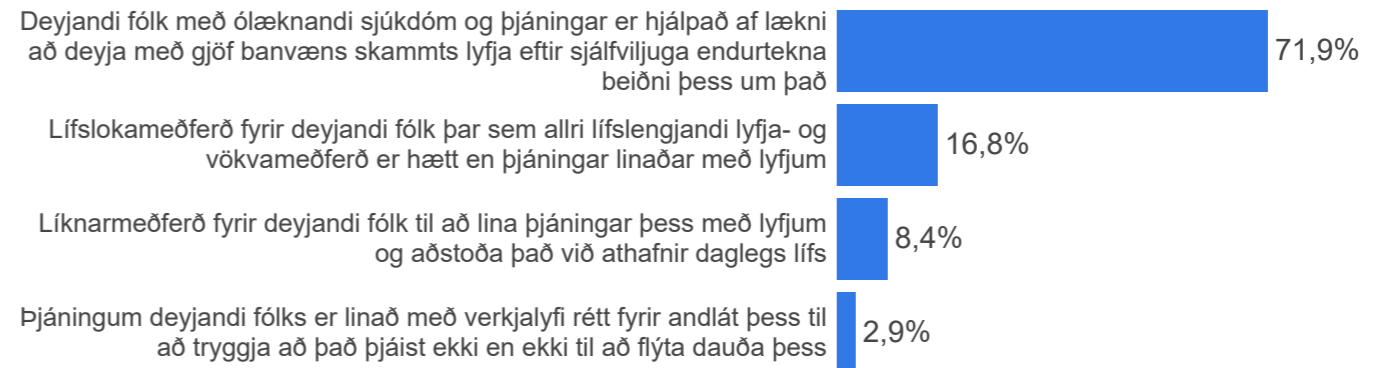 Deyjandi fólk með ólæknandi sjúkdóm og þjáningar er hjálpað af lækni
að deyja með gjöf banvæns skammts lyfja eftir sjálfviljuga endurtekna
beiðni þess um það
71,9%
Lífslokameðferð fyrir deyjandi fólk þar sem allri lífslengjandi lyfja- og
vökvameðferð er hætt en þjáningar linaðar með lyfjum
16,8%
Líknarmeðferð fyrir deyjandi fólk til að lina þjáningar þess með lyfjum
og aðstoða það við athafnir daglegs lífs
8,4%
Þjáningum deyjandi fólks er linað með verkjalyfi rétt fyrir andlát þess til
að tryggja að það þjáist ekki en ekki til að flýta dauða þess
2,9%